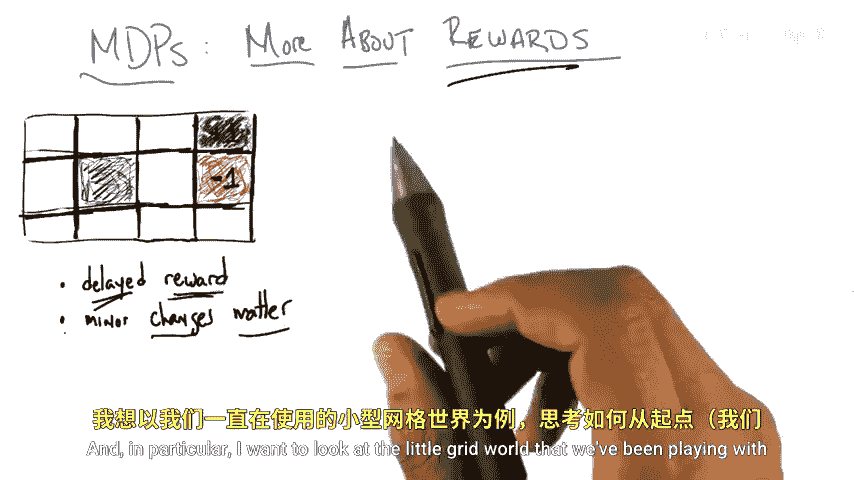 MDPs: More About Rewards
-1
• delayed reward
• minor changes matter
我想以我们一直在使用的小型网格世界为例，思考如何从起点（我们
And, in particular, I want to look at the little grid world that we've been playing with